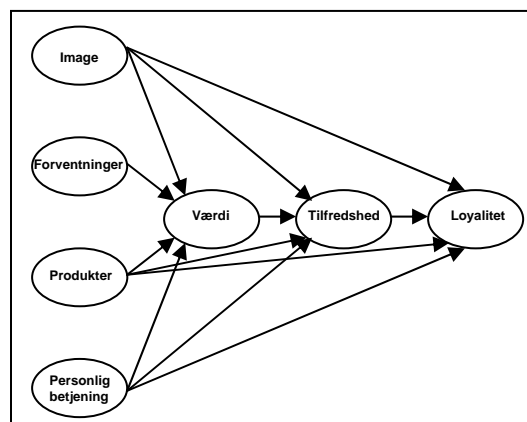 Image
Forventninger
Værdi
Tilfredshed
Loyalitet
Produkter
Personlig
betjening